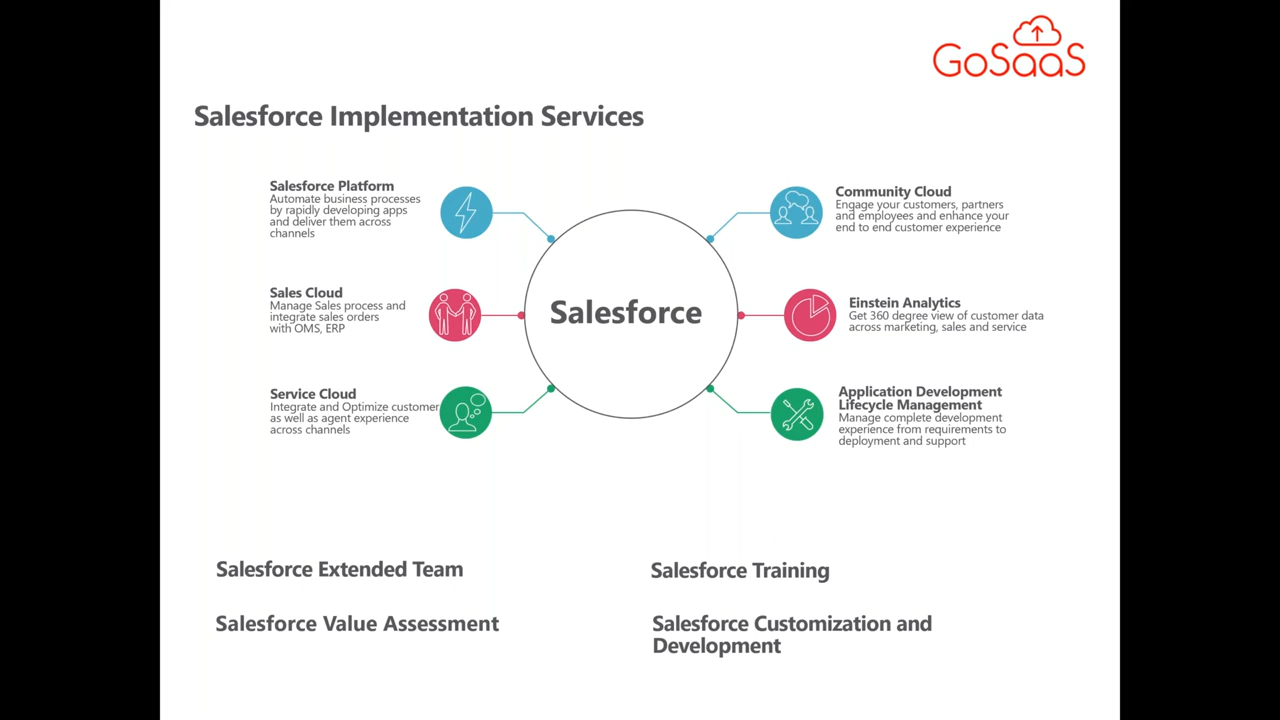 GoSaaS
Salesforce Implementation Services
Salesforce Platform
Automate business processes
by rapidly developing apps
and deliver them across
channels
Sales Cloud
Manage Sales process and
integrate sales orders
with OMS, ERP
Service Cloud
Integrate and Optimize customer
as well as agent experience
across channels
Salesforce
Community Cloud
Engage your customers, partners
and employees and enhance your
end to end customer experience
Einstein Analytics
Get 360 degree view of customer data
across marketing, sales and service
Application Development
Lifecycle Management
Manage complete development
experience from requirements to
deployment and support
Salesforce Extended Team
Salesforce Training
Salesforce Value Assessment
Salesforce Customization and
Development